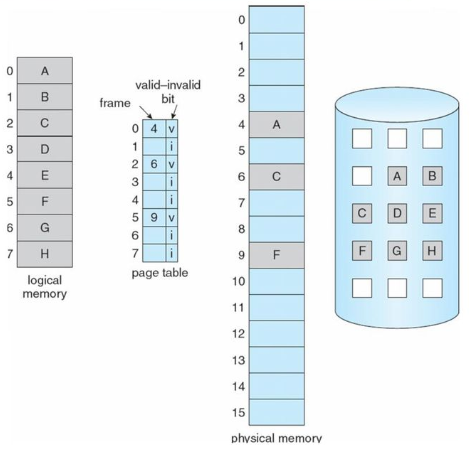 0 A
1 B
2 C
3 D
4 E
5 F
6 G
7 H
logical
memory
valid–invalid
bit
frame
0 4 v
1 i
2 6 v
3 i
4 i
5 9 v
6 i
7 i
page table
0
1
2
3
4 A
5
6 C
7
8
9 F
10
11
12
13
14
15
physical memory
A B
C D E
F G H